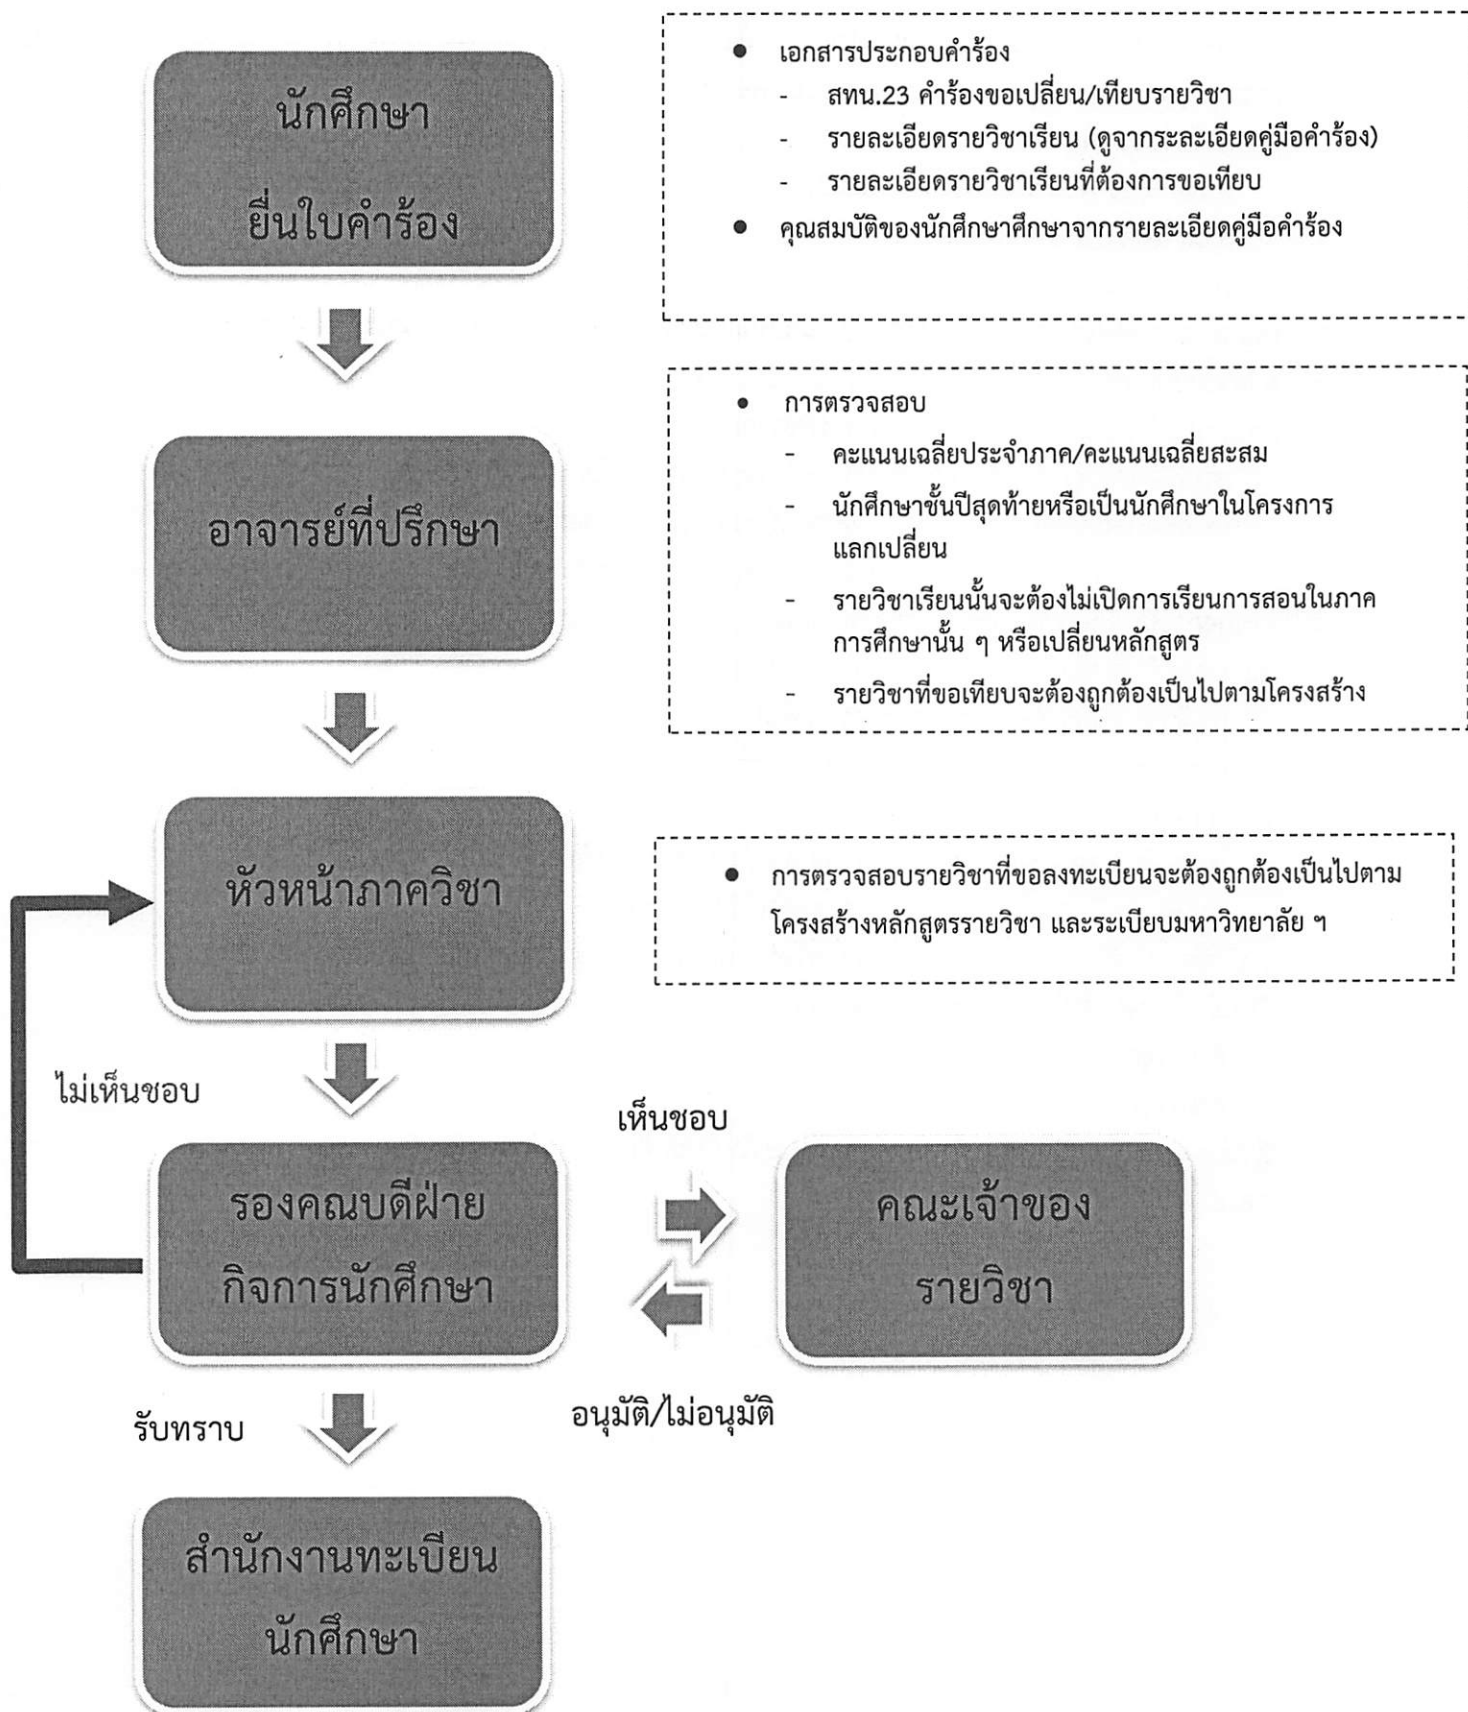 นักศึกษา
ยื่นใบคำร้อง
● เอกสารประกอบคำร้อง
- สทน.23 คำร้องขอเปลี่ยน/เทียบรายวิชา
- รายละเอียดรายวิชาเรียน (ดูจากระละเอียดคู่มือคำร้อง)
- รายละเอียดรายวิชาเรียนที่ต้องการขอเทียบ
● คุณสมบัติของนักศึกษาศึกษาจากรายละเอียดคู่มือคำร้อง
อาจารย์ที่ปรึกษา
● การตรวจสอบ
- คะแนนเฉลี่ยประจำภาค/คะแนนเฉลี่ยสะสม
- นักศึกษาชั้นปีสุดท้ายหรือเป็นนักศึกษาในโครงการ
แลกเปลี่ยน
- รายวิชาเรียนนั้นจะต้องไม่เปิดการเรียนการสอนในภาค
การศึกษานั้น ๆ หรือเปลี่ยนหลักสูตร
- รายวิชาที่ขอเทียบจะต้องถูกต้องเป็นไปตามโครงสร้าง
หัวหน้าภาควิชา
● การตรวจสอบรายวิชาที่ขอลงทะเบียนจะต้องถูกต้องเป็นไปตาม
โครงสร้างหลักสูตรรายวิชา และระเบียบมหาวิทยาลัย ฯ
ไม่เห็นชอบ
เห็นชอบ
รองคณบดีฝ่าย
กิจการนักศึกษา
คณะเจ้าของ
รายวิชา
อนุมัติ/ไม่อนุมัติ
รับทราบ
สำนักงานทะเบียน
นักศึกษา